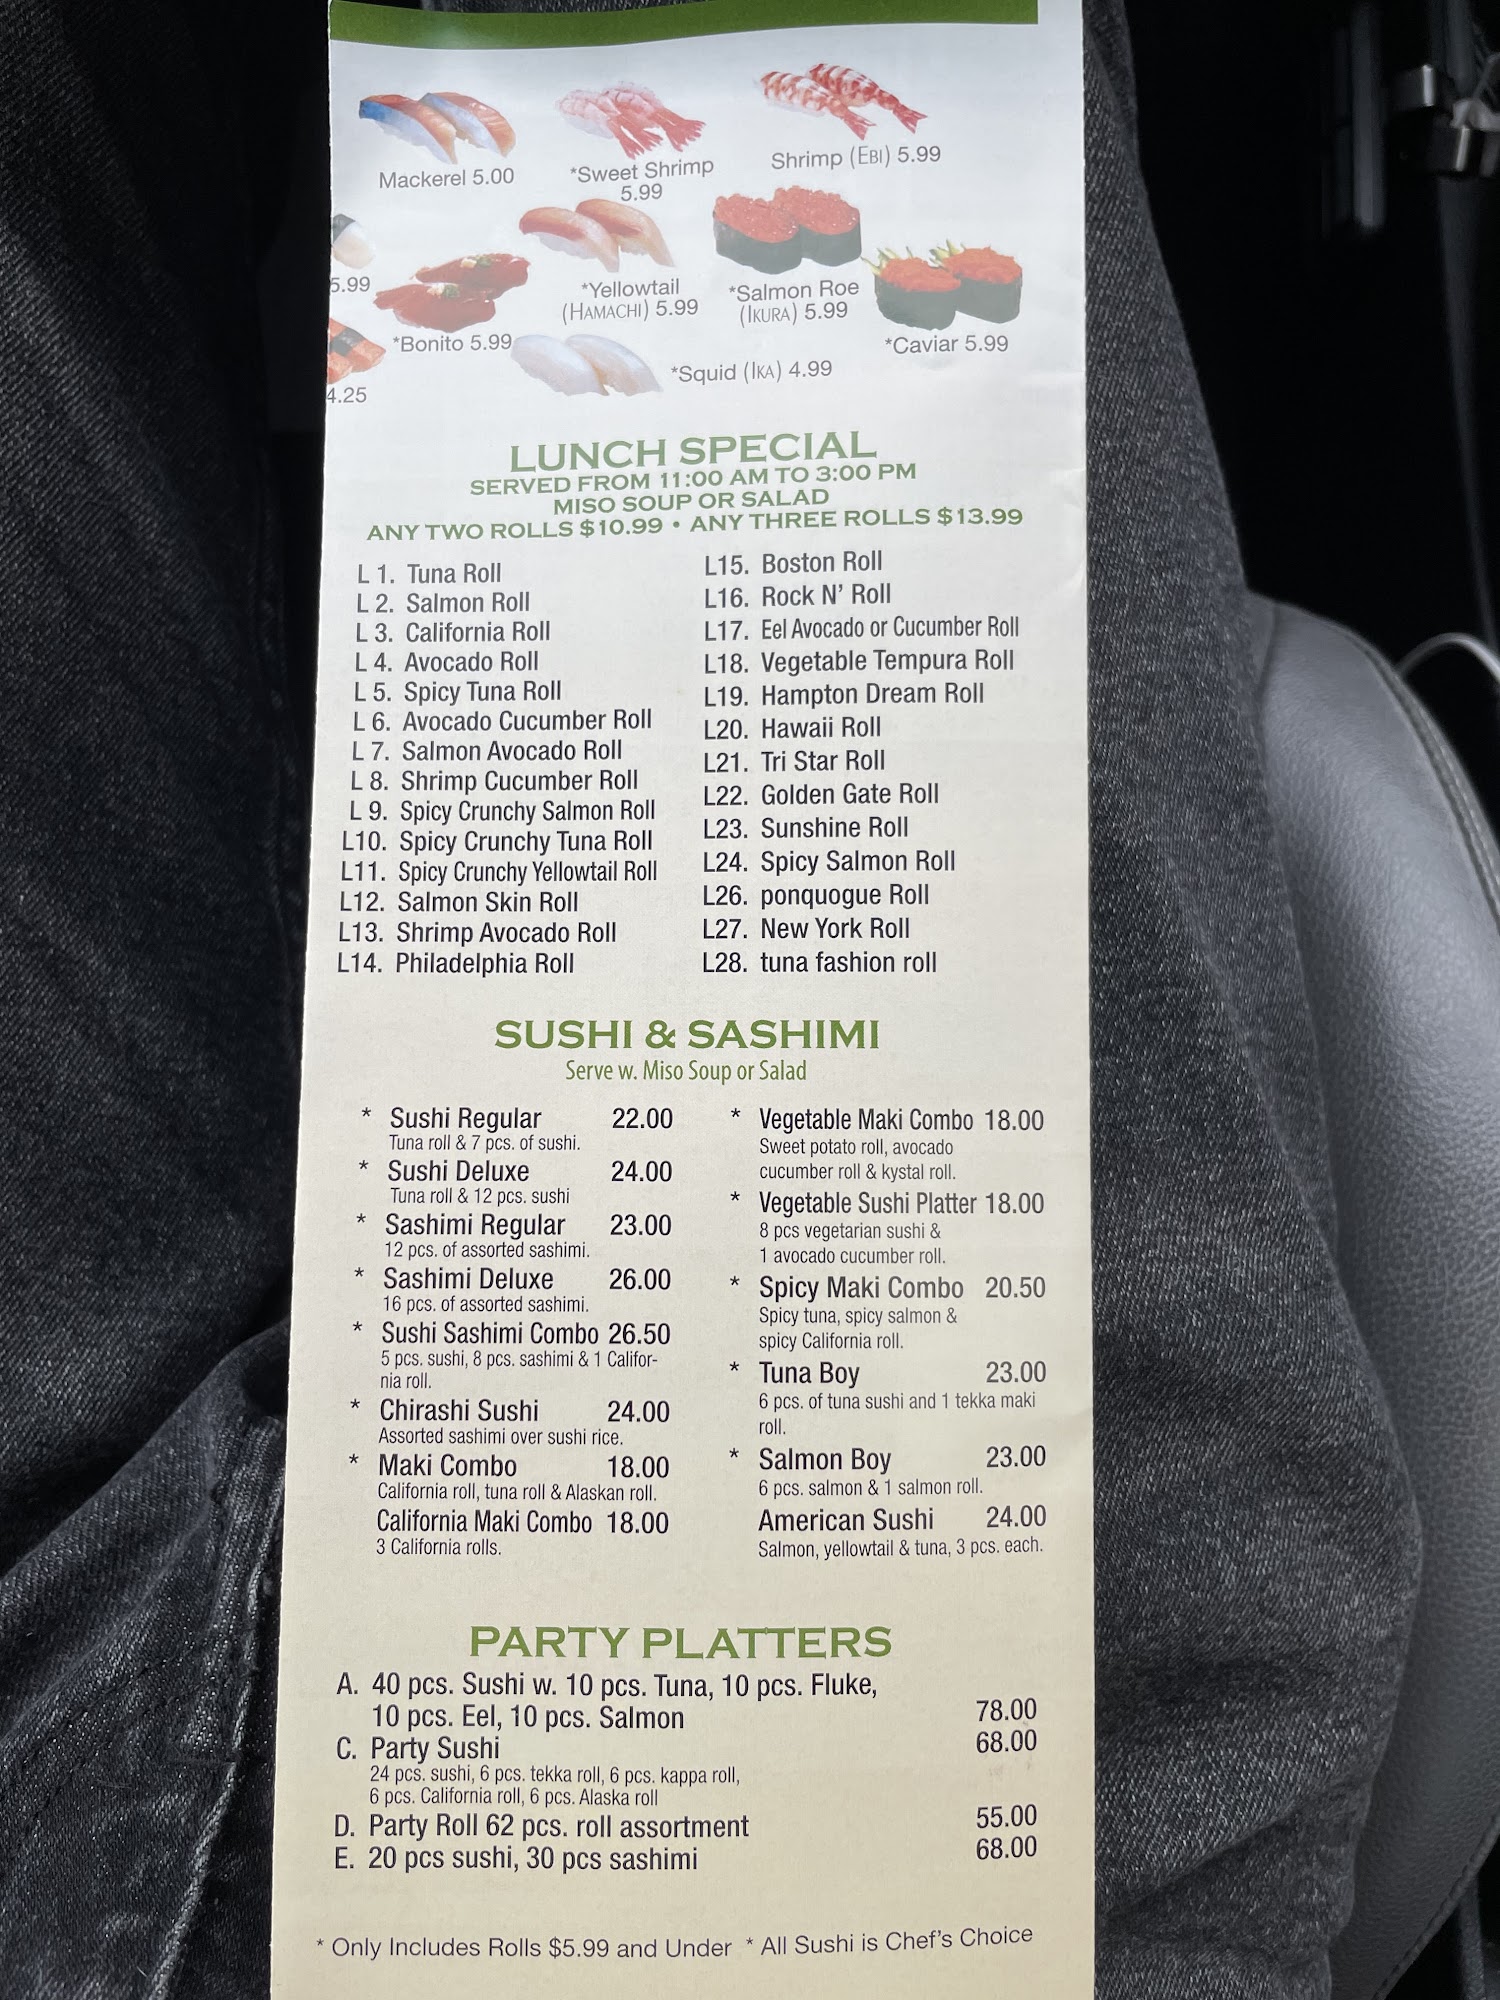 Mackerel 5.00
*Sweet Shrimp
5.99
Shrimp (EBI) 5.99
5.99
*Bonito 5.99
*Yellowtail
(HAMACHI) 5.99
*Salmon Roe
(IKURA) 5.99
*Caviar 5.99
4.25
*Squid (IKA) 4.99
LUNCH SPECIAL
SERVED FROM 11:00 AM TO 3:00 PM
MISO SOUP OR SALAD
ANY TWO ROLLS $10.99 • ANY THREE ROLLS $13.99
L 1. Tuna Roll
L 2. Salmon Roll
L 3. California Roll
L 4. Avocado Roll
L 5. Spicy Tuna Roll
L 6. Avocado Cucumber Roll
L 7. Salmon Avocado Roll
L 8. Shrimp Cucumber Roll
L 9. Spicy Crunchy Salmon Roll
L10. Spicy Crunchy Tuna Roll
L11. Spicy Crunchy Yellowtail Roll
L12. Salmon Skin Roll
L13. Shrimp Avocado Roll
L14. Philadelphia Roll
L15. Boston Roll
L16. Rock N' Roll
L17. Eel Avocado or Cucumber Roll
L18. Vegetable Tempura Roll
L19. Hampton Dream Roll
L20. Hawaii Roll
L21. Tri Star Roll
L22. Golden Gate Roll
L23. Sunshine Roll
L24. Spicy Salmon Roll
L26. ponquogue Roll
L27. New York Roll
L28. tuna fashion roll
SUSHI & SASHIMI
Serve w. Miso Soup or Salad
* Sushi Regular 22.00
Tuna roll & 7 pcs. of sushi.
* Sushi Deluxe 24.00
Tuna roll & 12 pcs. sushi
* Sashimi Regular 23.00
12 pcs. of assorted sashimi.
* Sashimi Deluxe 26.00
16 pcs. of assorted sashimi.
* Sushi Sashimi Combo 26.50
5 pcs. sushi, 8 pcs. sashimi & 1 Califor-
nia roll.
* Chirashi Sushi 24.00
Assorted sashimi over sushi rice.
* Maki Combo 18.00
California roll, tuna roll & Alaskan roll.
California Maki Combo 18.00
3 California rolls.
* Vegetable Maki Combo 18.00
Sweet potato roll, avocado
cucumber roll & kystal roll.
* Vegetable Sushi Platter 18.00
8 pcs vegetarian sushi &
1 avocado cucumber roll.
* Spicy Maki Combo 20.50
Spicy tuna, spicy salmon &
spicy California roll.
* Tuna Boy 23.00
6 pcs. of tuna sushi and 1 tekka maki
roll.
* Salmon Boy 23.00
6 pcs. salmon & 1 salmon roll.
American Sushi 24.00
Salmon, yellowtail & tuna, 3 pcs. each.
PARTY PLATTERS
A. 40 pcs. Sushi w. 10 pcs. Tuna, 10 pcs. Fluke,
10 pcs. Eel, 10 pcs. Salmon 78.00
C. Party Sushi 68.00
24 pcs. sushi, 6 pcs. tekka roll, 6 pcs. kappa roll,
6 pcs. California roll, 6 pcs. Alaska roll
D. Party Roll 62 pcs. roll assortment 55.00
E. 20 pcs sushi, 30 pcs sashimi 68.00
* Only Includes Rolls $5.99 and Under * All Sushi is Chef's Choice